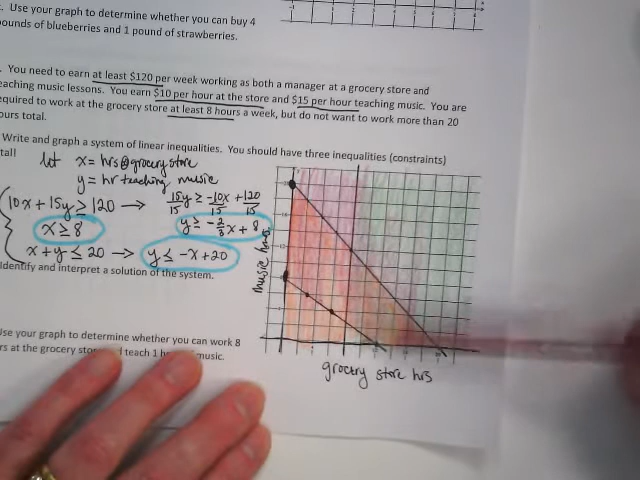 . Use your graph to determine whether you can buy 4
ounds of blueberries and 1 pound of strawberries.
. You need to earn at least $120 per week working as both a manager at a grocery store and
eaching music lessons. You earn $10 per hour at the store and $15 per hour teaching music. You are
equired to work at the grocery store at least 8 hours a week, but do not want to work more than 20
ours total.
Write and graph a system of linear inequalities. You should have three inequalities (constraints)
tall
let x = hrs @ grocery store
y = hr teaching music
10x + 15y ≥ 120 → 15y/15 ≥ -10x/15 + 120/15
y ≥ -2/3x + 8
x ≥ 8
x + y ≤ 20 → y ≤ -x + 20
Identify and interpret a solution of the system.
music hours
Use your graph to determine whether you can work 8
rs at the grocery sto d teach 1 h music.
grocery store hrs